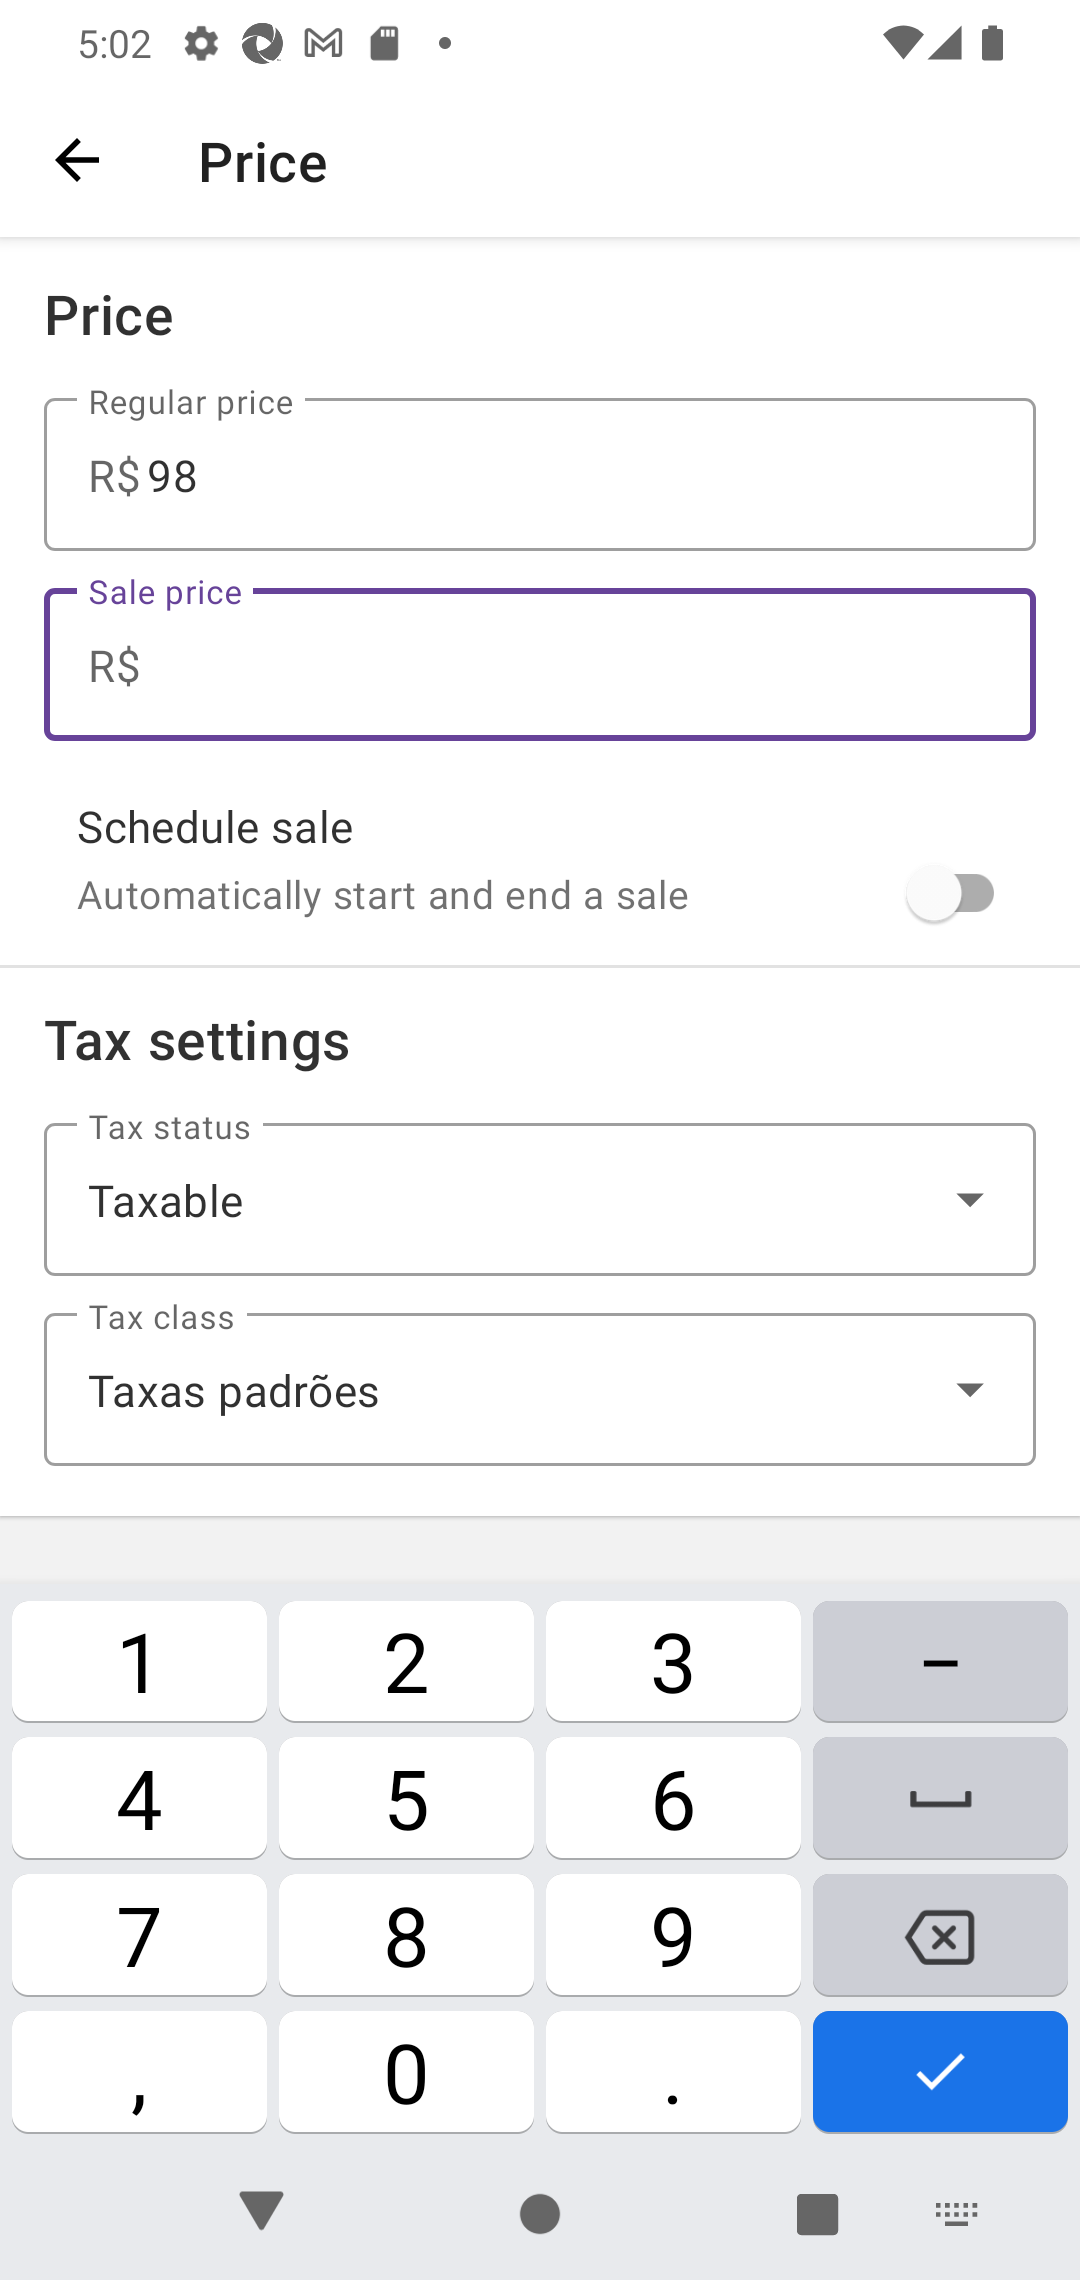 5:02
Price
Price
Regular price
R$ 98
Sale price
R$
Schedule sale
Automatically start and end a sale
Tax settings
Tax status
Taxable
Tax class
Taxas padrões
1 2 3 –
4 5 6
7 8 9
, 0 .